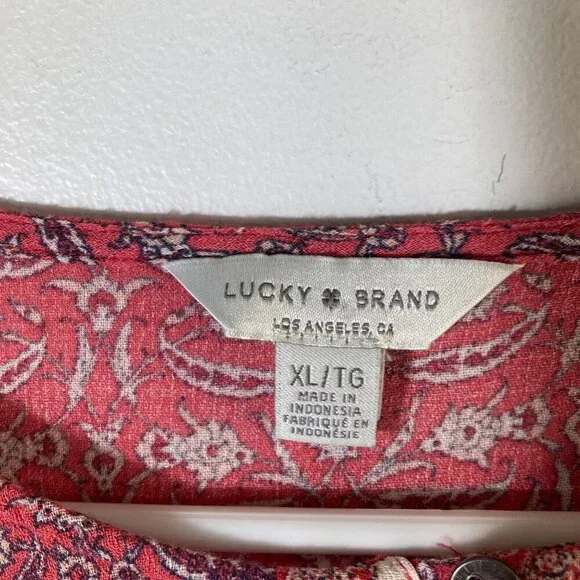 LUCKY BRAND
LOS ANGELES, CA
XL/TG
MADE IN
INDONESIA
FABRIQUÉ EN
INDONÉSIE